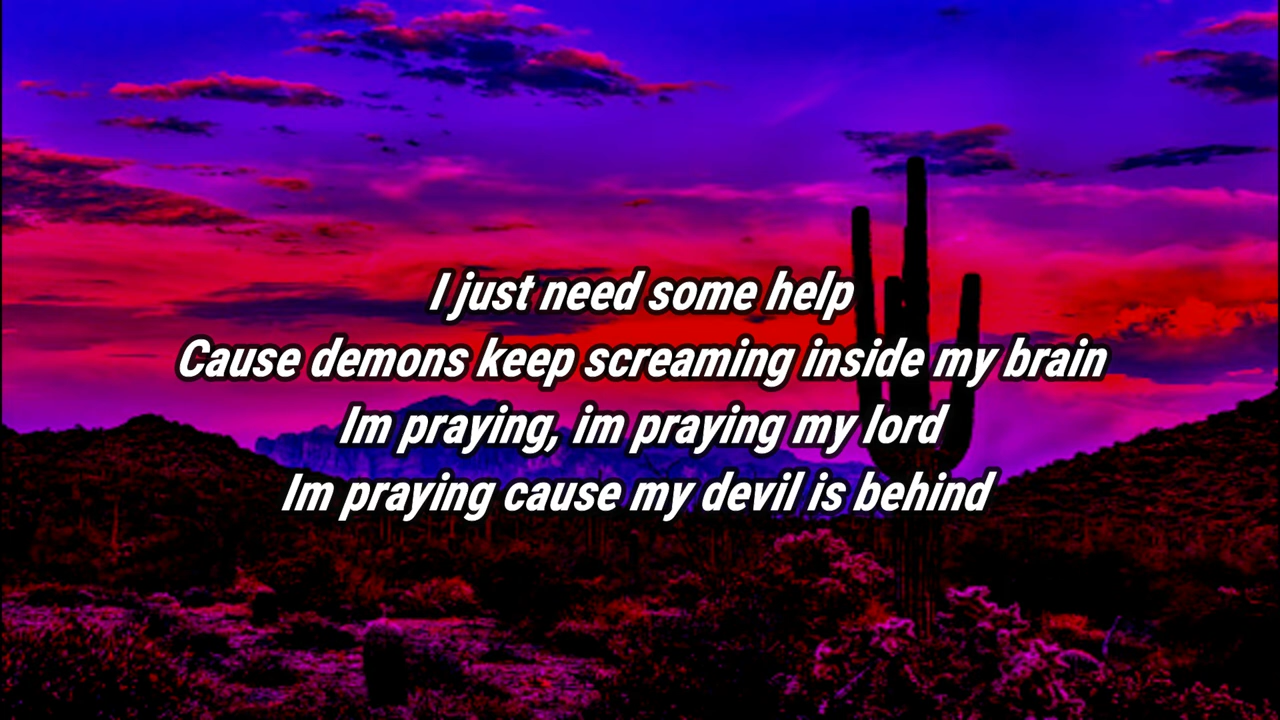 I just need some help
Cause demons keep screaming inside my brain
Im praying, im praying my lord
Im praying cause my devil is behind